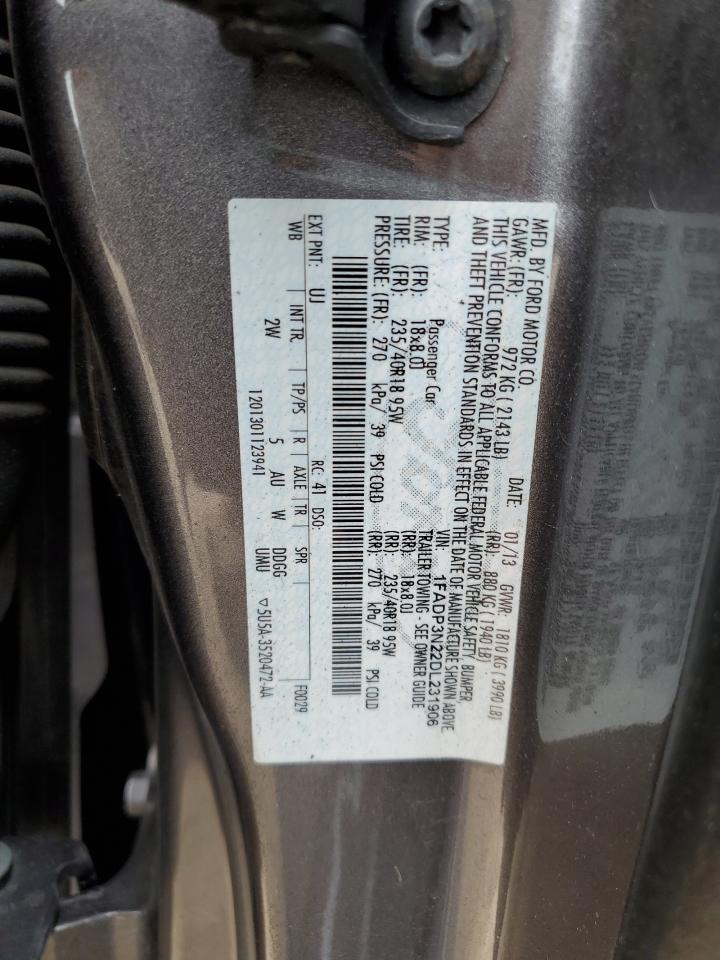 MFD. BY FORD MOTOR CO.
DATE: 01/13 GVWR: 1810 KG ( 3990 LB)
GAWR: (FR): 972 KG ( 2143 LB) (RR): 880 KG ( 1940 LB)
THIS VEHICLE CONFORMS TO ALL APPLICABLE FEDERAL MOTOR VEHICLE SAFETY, BUMPER
AND THEFT PREVENTION STANDARDS IN EFFECT ON THE DATE OF MANUFACTURE SHOWN ABOVE
VIN: 1FADP3N22DL231906
TYPE: Passenger Car TRAILER TOWING - SEE OWNER GUIDE
RIM: (FR): 18x8.0J (RR): 18x8.0J
TIRE: (FR): 235/40R18 95W (RR): 235/40R18 95W
PRESSURE: (FR): 270 kPa/ 39 PSI COLD (RR): 270 kPa/ 39 PSI COLD
EXT PNT: UJ RC: 41 DSO: F0029
WB INT TR. TP/PS R AXLE TR SPR
2W 5 AU W DDGG
UMU ▽5U5A-3520472-AA
1201301123941